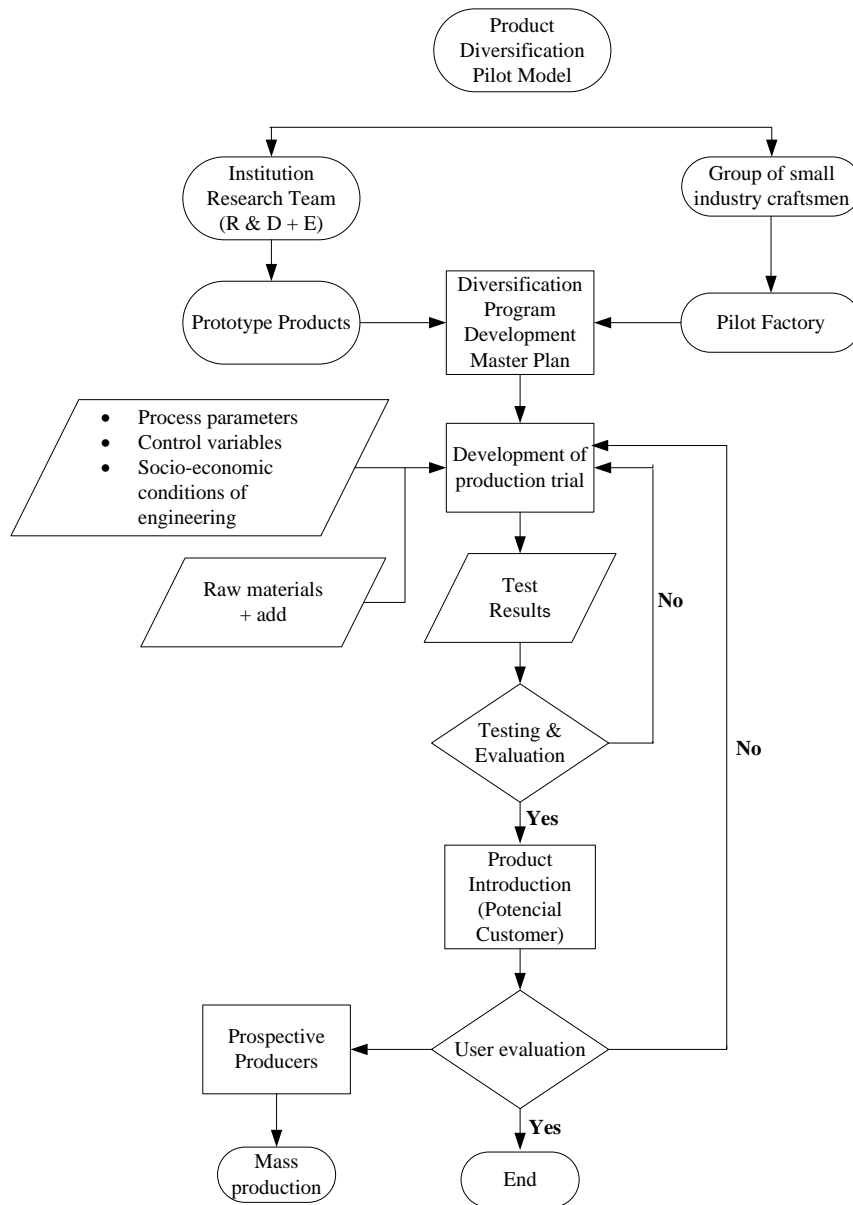 Product
Diversification
Pilot Model
Institution
Research Team
(R & D + E)
Group of small
industry craftsmen
Prototype Products
Diversification
Program
Development
Master Plan
Pilot Factory
• Process parameters
• Control variables
• Socio-economic
conditions of
engineering
Development of
production trial
Raw materials
+ add
Test
Results
No
Testing &
Evaluation
No
Yes
Product
Introduction
(Potencial
Customer)
Prospective
Producers
User evaluation
Yes
Mass
production
End